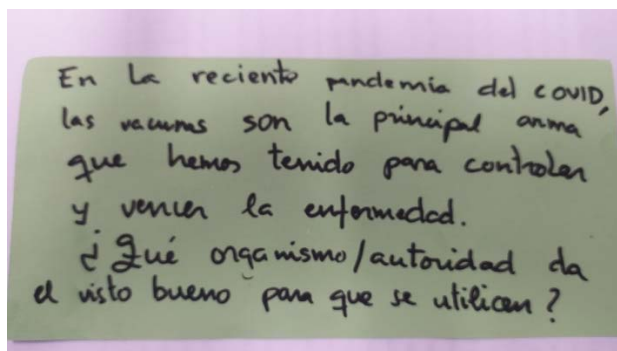 En la reciente pandemia del COVID,
las vacunas son la principal arma
que hemos tenido para controlar
y vencer la enfermedad.
¿Qué organismo/autoridad da
el visto bueno para que se utilicen?